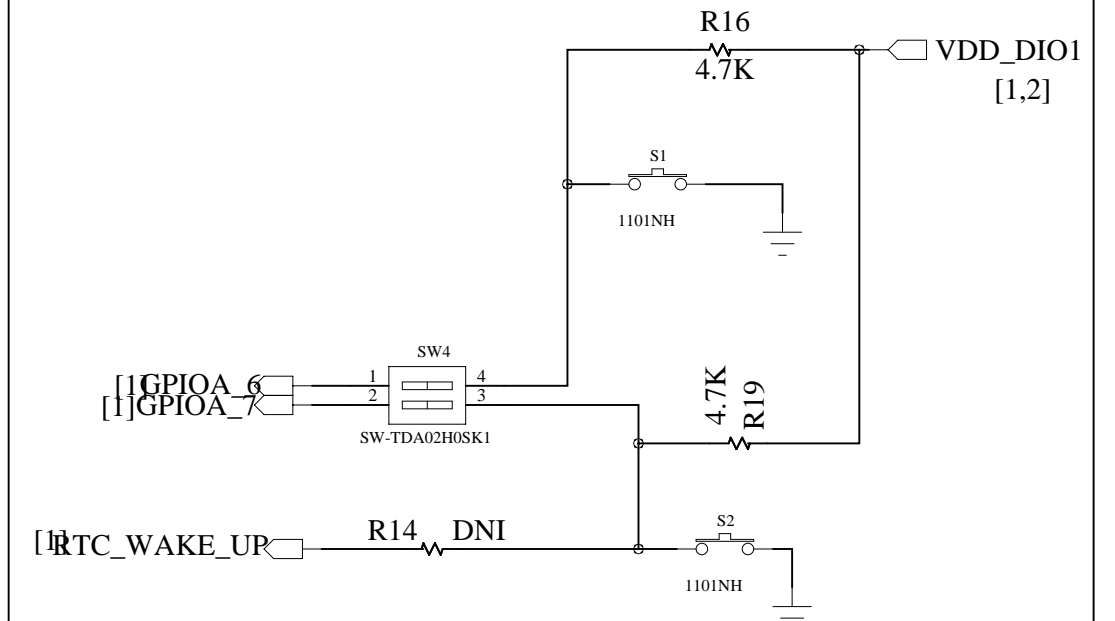 R16
4.7K
VDD_DIO1
[1,2]
S1
1101NH
SW4
[1]GPIOA_6
1
4
[1]GPIOA_7
2
3
SW-TDA02H0SK1
4.7K
R19
[1]RTC_WAKE_UP
R14
DNI
S2
1101NH